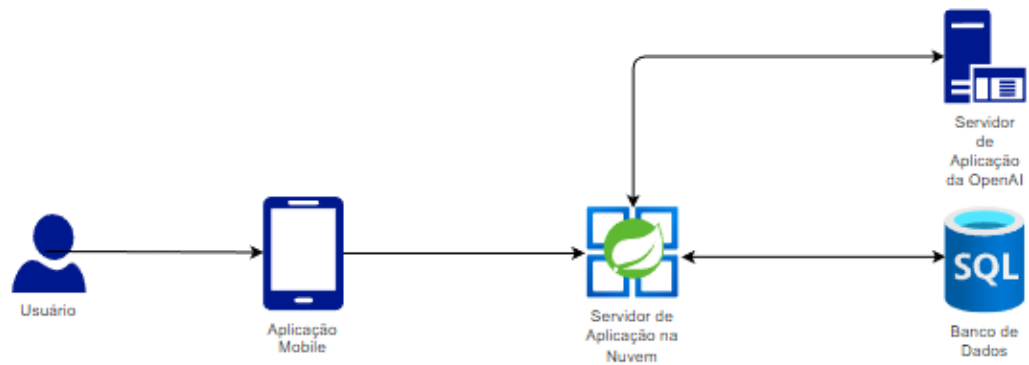 Usuário
Aplicação
Mobile
Servidor de
Aplicação na
Nuvem
Servidor
de
Aplicação
da OpenAI
SQL
Banco de
Dados